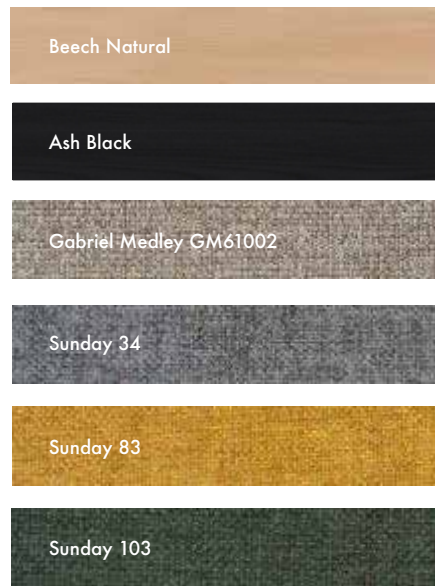 Beech Natural
Ash Black
Gabriel Medley GM61002
Sunday 34
Sunday 83
Sunday 103